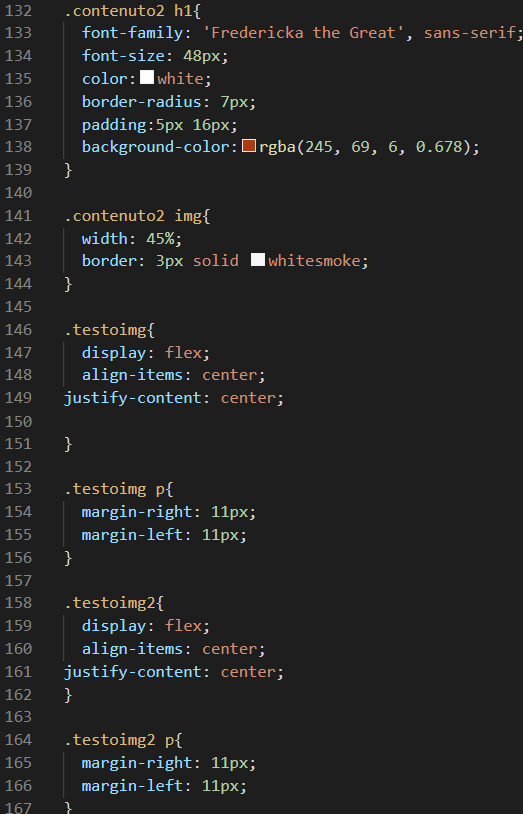 132 .contenuto2 h1{
133 font-family: 'Fredericka the Great', sans-serif;
134 font-size: 48px;
135 color: white;
136 border-radius: 7px;
137 padding:5px 16px;
138 background-color: rgba(245, 69, 6, 0.678);
139 }
140
141 .contenuto2 img{
142 width: 45%;
143 border: 3px solid whitesmoke;
144 }
145
146 .testoimg{
147 display: flex;
148 align-items: center;
149 justify-content: center;
150
151 }
152
153 .testoimg p{
154 margin-right: 11px;
155 margin-left: 11px;
156 }
157
158 .testoimg2{
159 display: flex;
160 align-items: center;
161 justify-content: center;
162 }
163
164 .testoimg2 p{
165 margin-right: 11px;
166 margin-left: 11px;
167 }